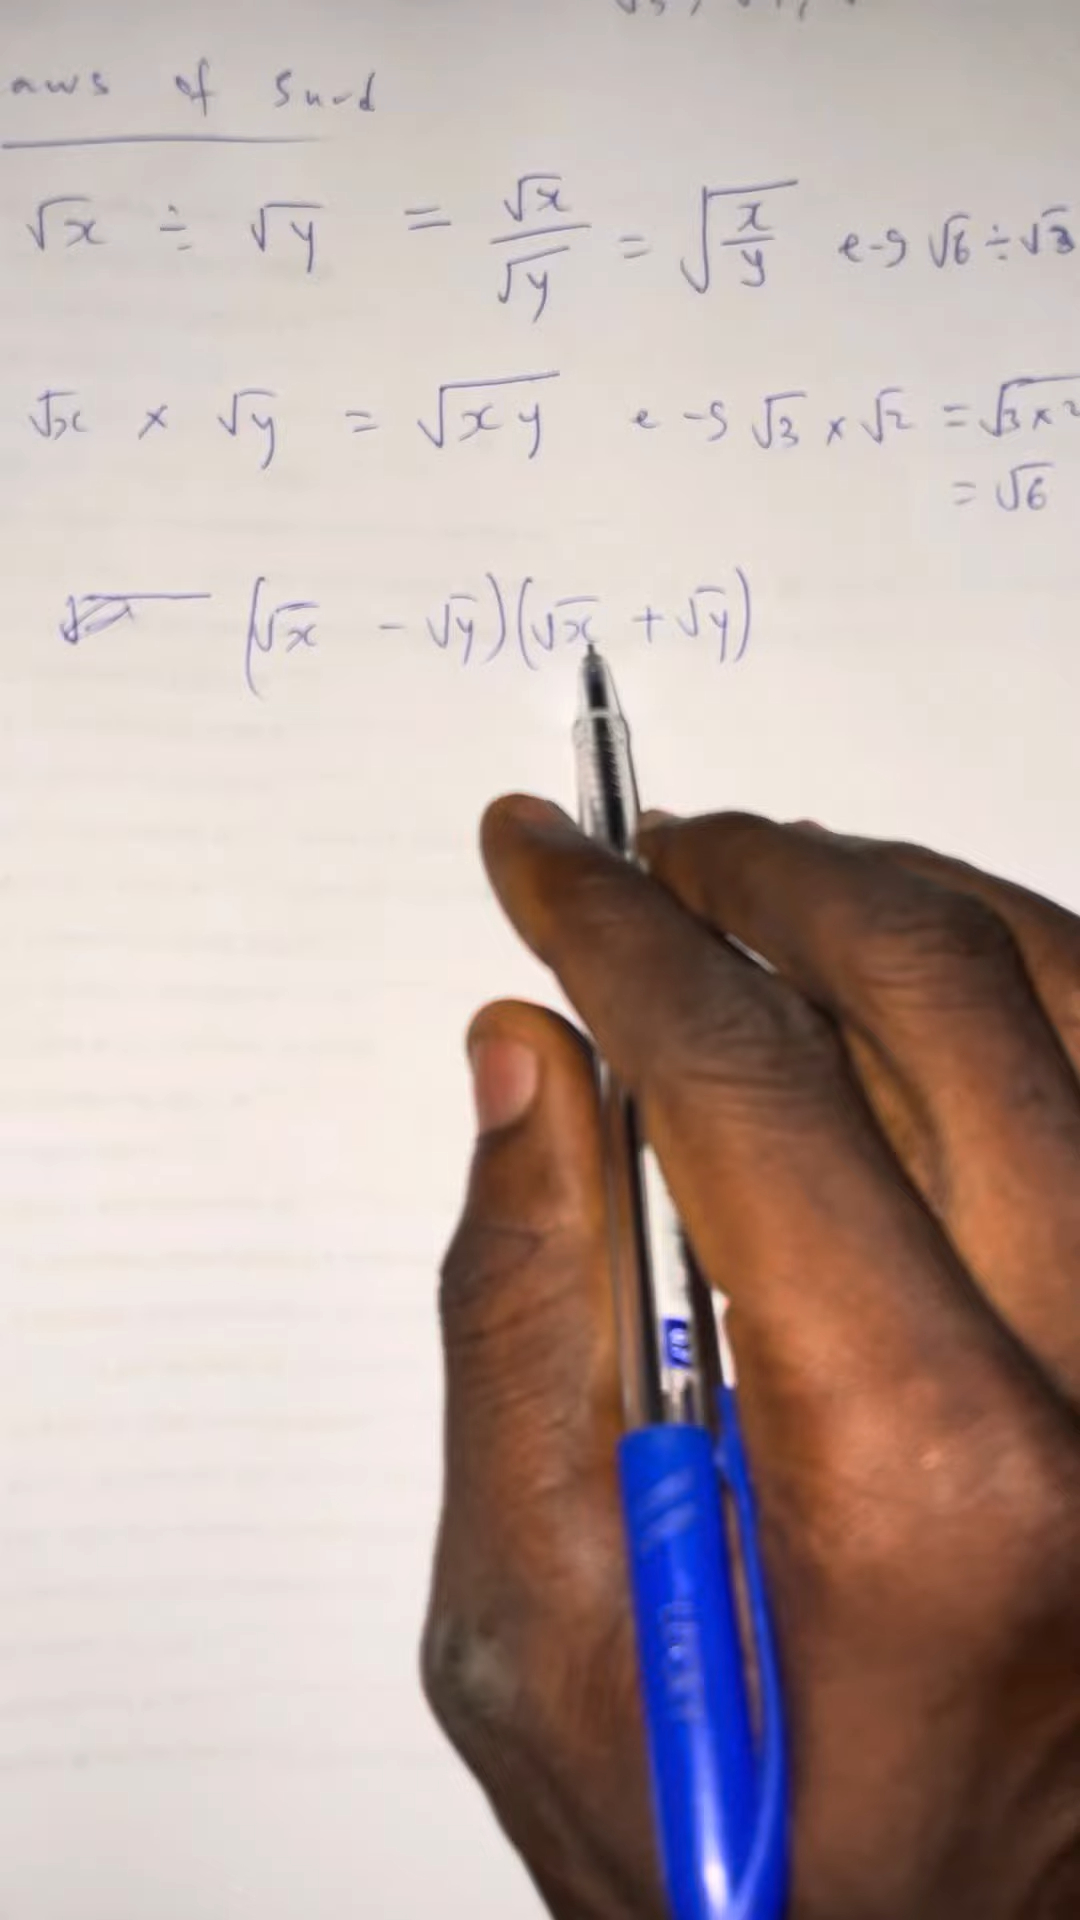 aws of Surd
√x ÷ √y = √x/√y = √(x/y) e-g √6 ÷ √3
√x × √y = √xy e-g √3 × √2 = √3×2
= √6
(√x - √y)(√x + √y)